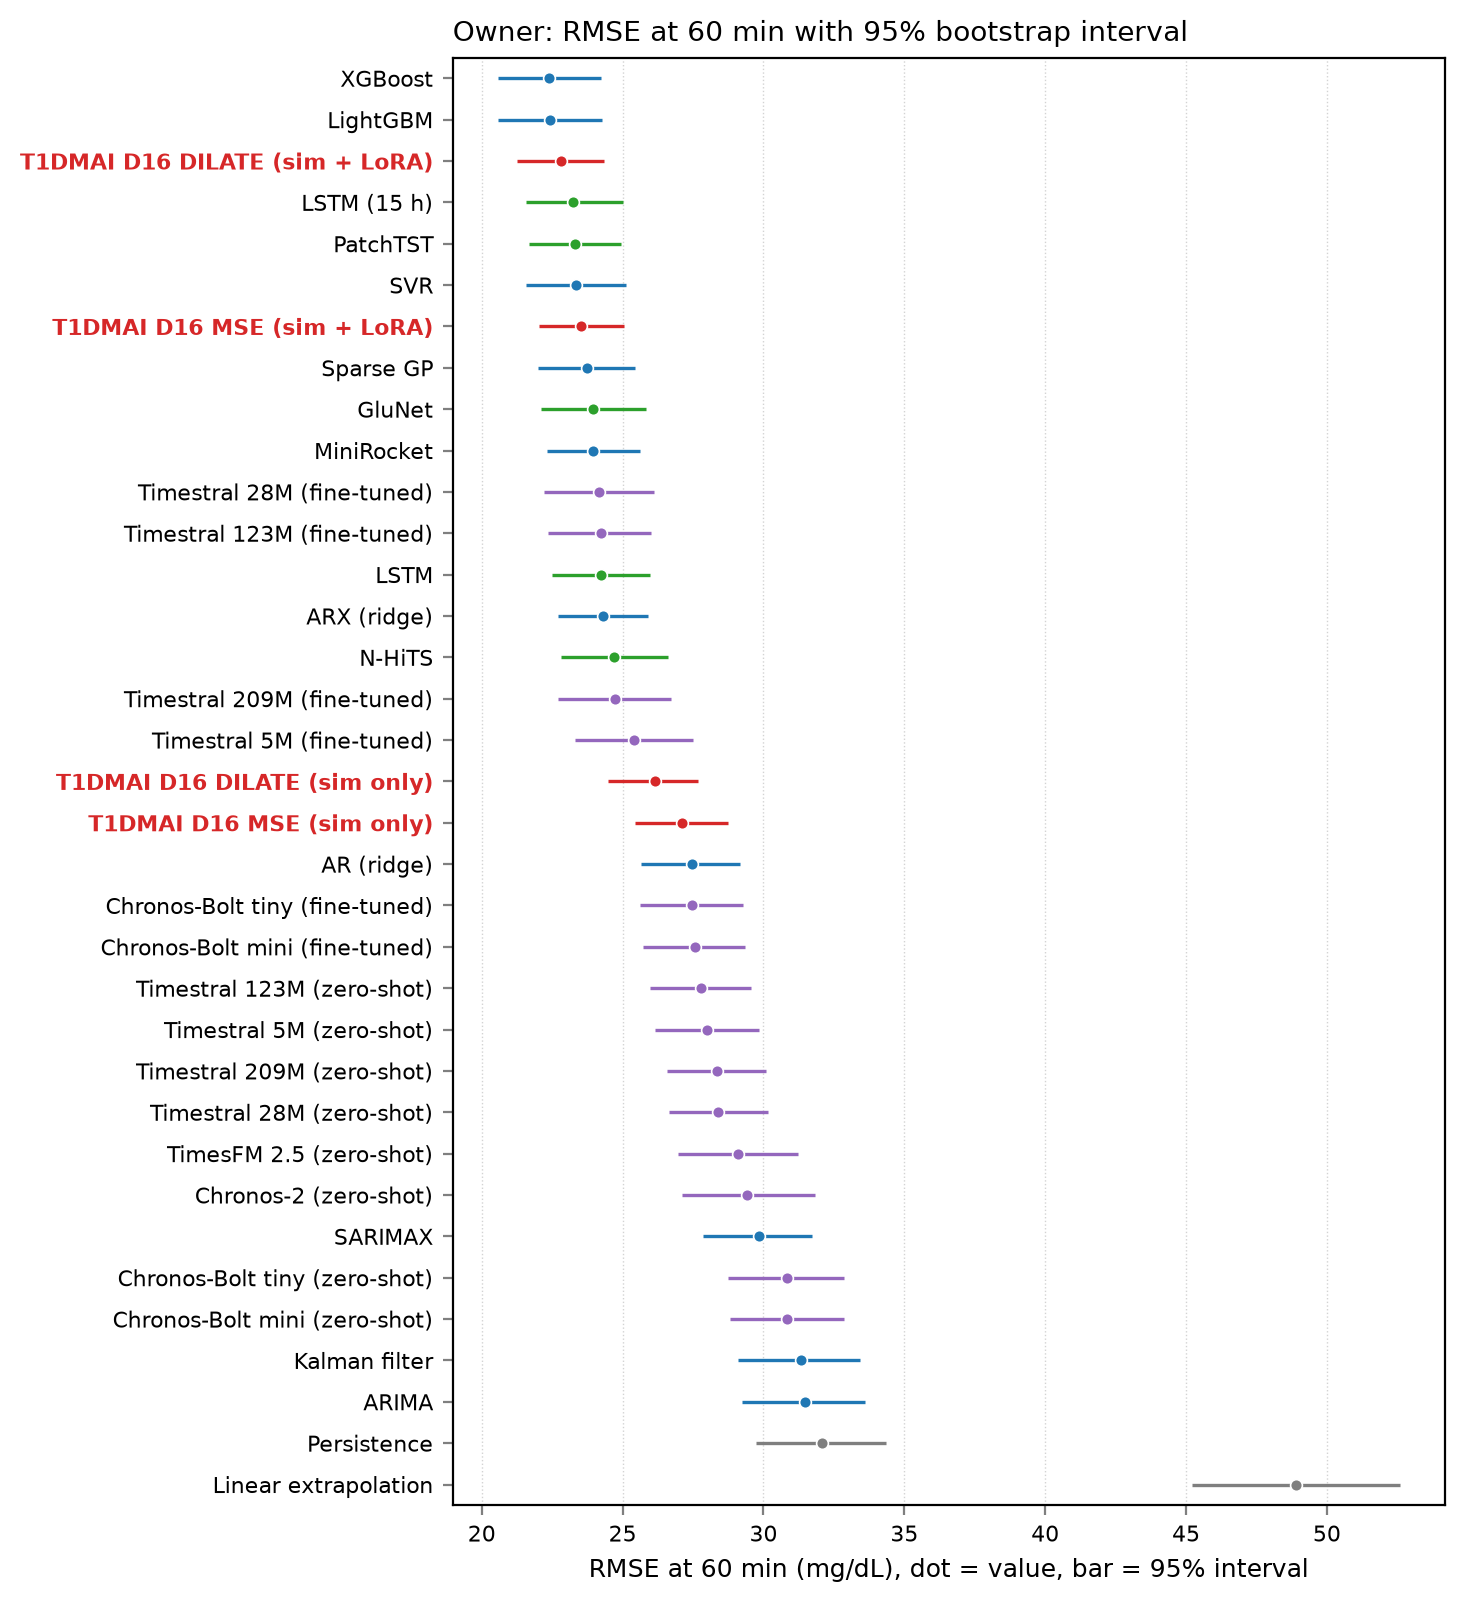 Owner: RMSE at 60 min with 95% bootstrap interval
XGBoost
LightGBM
T1DMAI D16 DILATE (sim + LoRA)
LSTM (15 h)
PatchTST
SVR
T1DMAI D16 MSE (sim + LoRA)
Sparse GP
GluNet
MiniRocket
Timestral 28M (fine-tuned)
Timestral 123M (fine-tuned)
LSTM
ARX (ridge)
N-HiTS
Timestral 209M (fine-tuned)
Timestral 5M (fine-tuned)
T1DMAI D16 DILATE (sim only)
T1DMAI D16 MSE (sim only)
AR (ridge)
Chronos-Bolt tiny (fine-tuned)
Chronos-Bolt mini (fine-tuned)
Timestral 123M (zero-shot)
Timestral 5M (zero-shot)
Timestral 209M (zero-shot)
Timestral 28M (zero-shot)
TimesFM 2.5 (zero-shot)
Chronos-2 (zero-shot)
SARIMAX
Chronos-Bolt tiny (zero-shot)
Chronos-Bolt mini (zero-shot)
Kalman filter
ARIMA
Persistence
Linear extrapolation
20 25 30 35 40 45 50
RMSE at 60 min (mg/dL), dot = value, bar = 95% interval